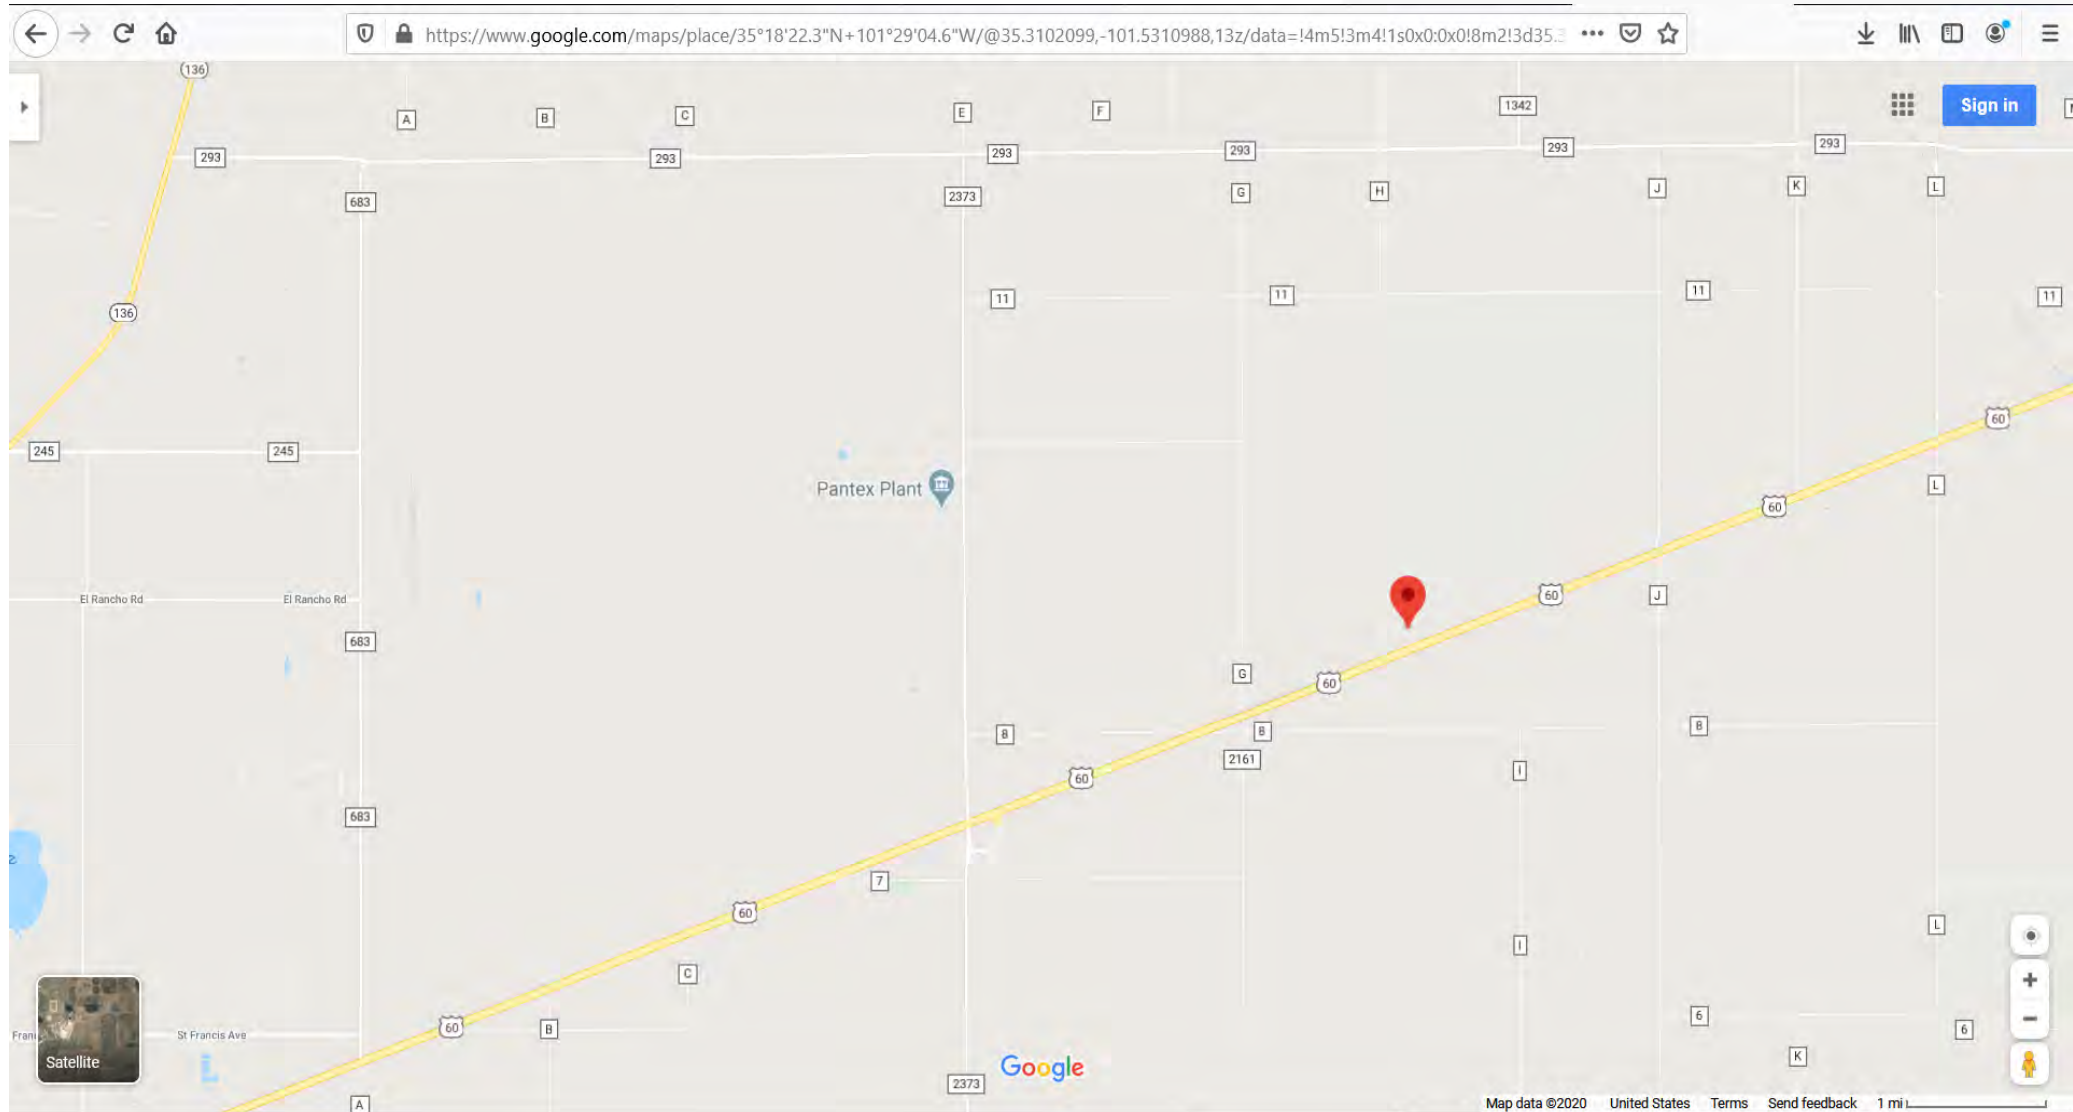 https://www.google.com/maps/place/35°18'22.3"N+101°29'04.6"W/@35.3102099,-101.5310988,13z/data=!4m5!3m4!1s0x0:0x0!8m2!3d35.3
136
A B C E F 1342 Sign in
293 293 293 293 293 293
683 2373 G H J K L
11 11 11 11
136
60
245 245
Pantex Plant L
60
El Rancho Rd El Rancho Rd 60 J
683
G 60
8 8 8
2161
60 I
683
7
60 L
C I
60 B 6 6
St Francis Ave
Satellite Google K
2373
A
Map data ©2020 United States Terms Send feedback 1 mi